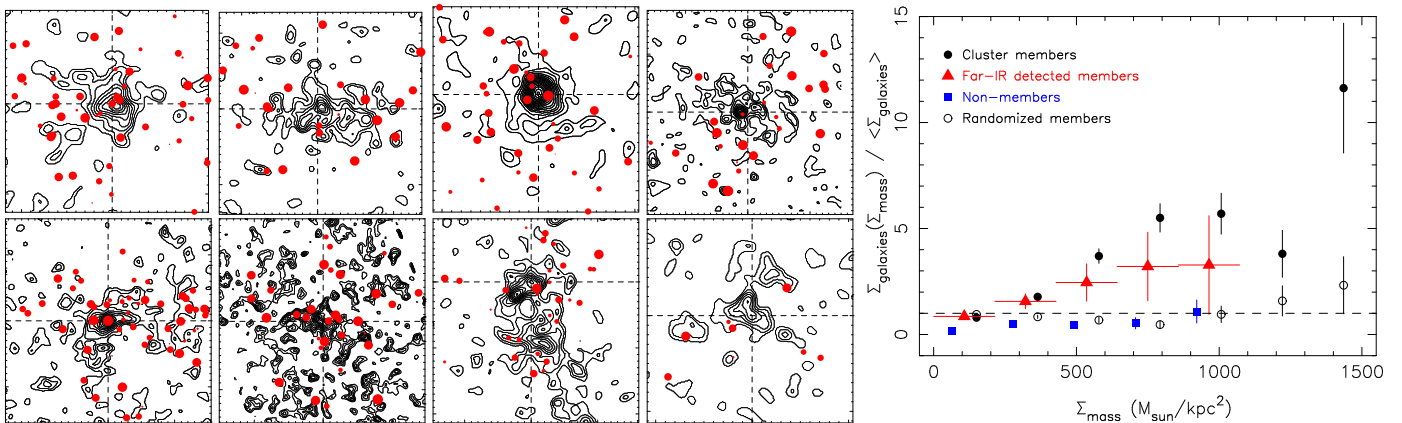 15
10
5
0
Σgalaxies(Σmass) / <Σgalaxies>
Cluster members
Far-IR detected members
Non-members
Randomized members
0 500 1000 1500
Σmass (Msun/kpc²)